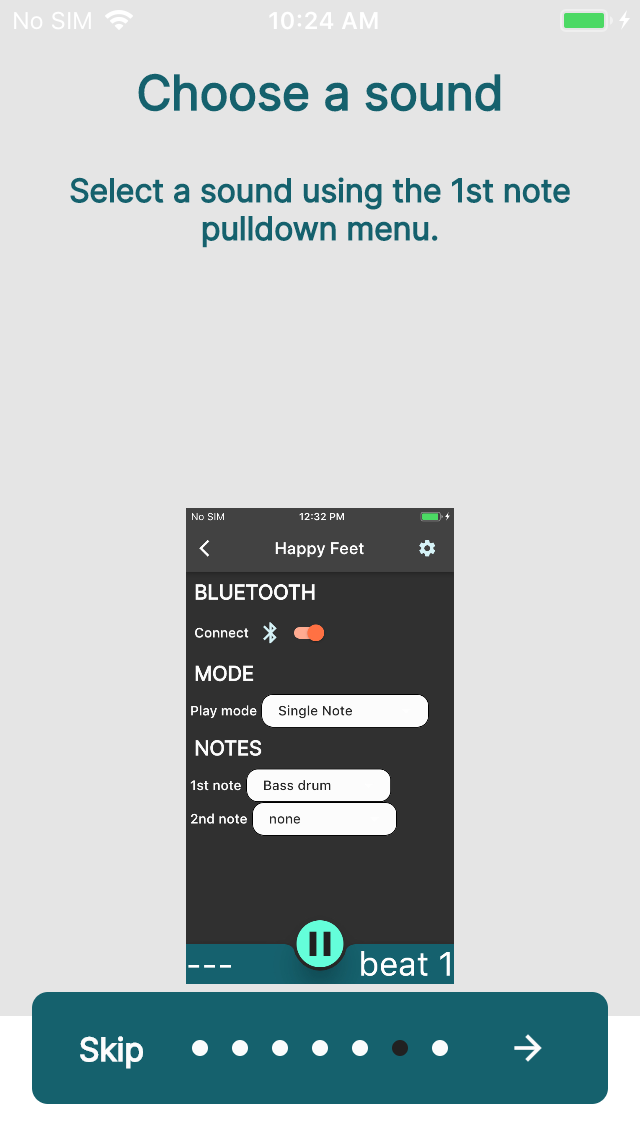 No SIM 10:24 AM
Choose a sound
Select a sound using the 1st note
pulldown menu.
No SIM 12:32 PM
Happy Feet
BLUETOOTH
Connect
MODE
Play mode Single Note
NOTES
1st note Bass drum
2nd note none
--- beat 1
Skip